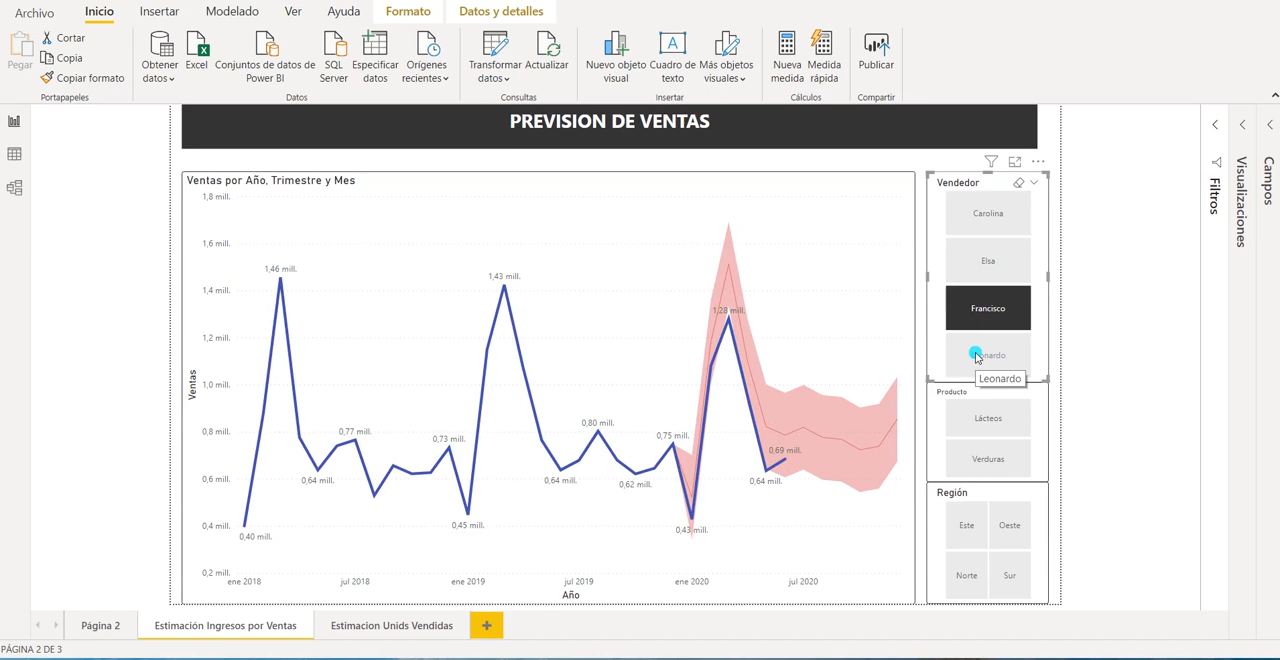 Archivo Inicio Insertar Modelado Ver Ayuda Formato Datos y detalles
Pegar
Cortar
Copia
Copiar formato
Portapapeles
Obtener datos
Excel
Conjuntos de datos de Power BI
SQL Server
Especificar datos
Orígenes recientes
Datos
Transformar datos
Actualizar
Consultas
Nuevo objeto visual
Cuadro de texto
Más objetos visuales
Insertar
Nueva medida
Medida rápida
Cálculos
Publicar
Compartir
PREVISION DE VENTAS
Ventas por Año, Trimestre y Mes
Ventas
1,8 mill.
1,6 mill.
1,4 mill.
1,2 mill.
1,0 mill.
0,8 mill.
0,6 mill.
0,4 mill.
0,2 mill.
0,40 mill.
1,46 mill.
0,64 mill.
0,77 mill.
0,73 mill.
0,45 mill.
1,43 mill.
0,64 mill.
0,80 mill.
0,62 mill.
0,75 mill.
0,43 mill.
1,28 mill.
0,64 mill.
0,69 mill.
ene 2018 jul 2018 ene 2019 jul 2019 ene 2020 jul 2020
Año
Vendedor
Carolina
Elsa
Francisco
onardo
Leonardo
Producto
Lácteos
Verduras
Región
Este Oeste
Norte Sur
Filtros
Visualizaciones
Campos
Página 2 Estimación Ingresos por Ventas Estimacion Unids Vendidas +
PÁGINA 2 DE 3